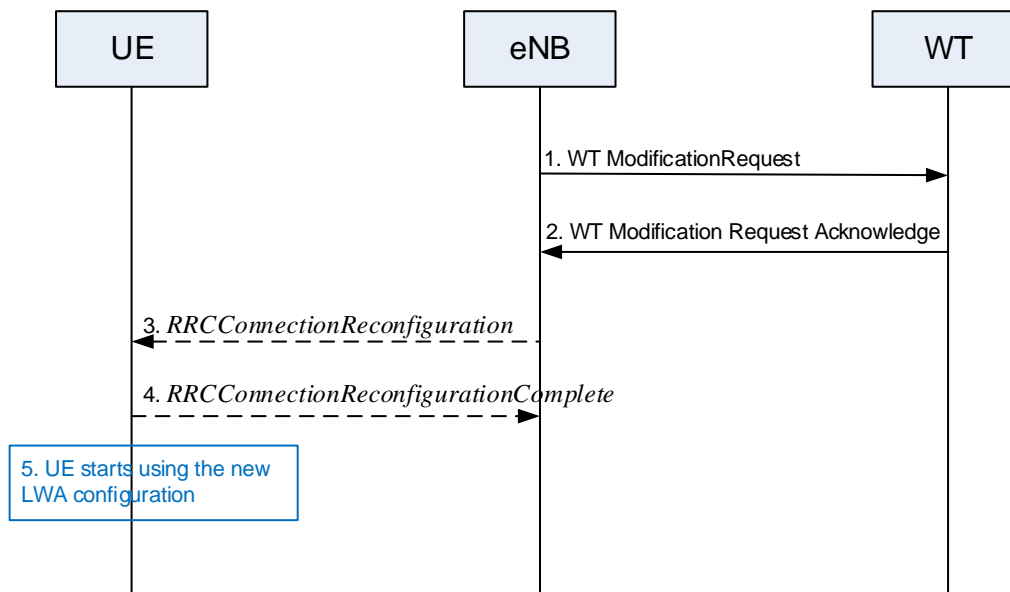 UE
eNB
WT
1. WT ModificationRequest
2. WT Modification Request Acknowledge
3. RRCConnectionReconfiguration
4. RRCConnectionReconfigurationComplete
5. UE starts using the new
LWA configuration